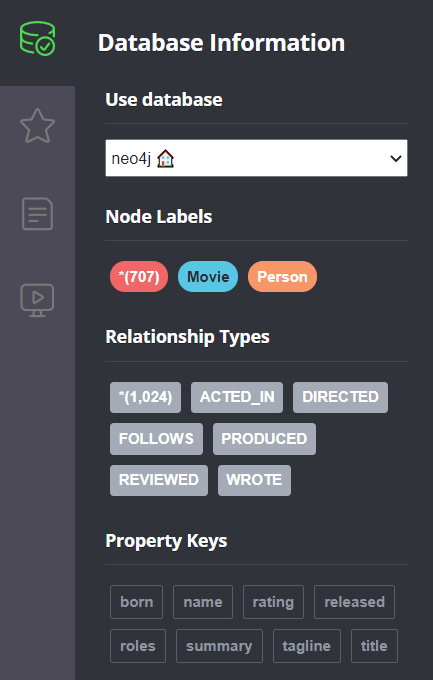 Database Information
Use database
neo4j
Node Labels
*(707) Movie Person
Relationship Types
*(1,024) ACTED_IN DIRECTED
FOLLOWS PRODUCED
REVIEWED WROTE
Property Keys
born name rating released
roles summary tagline title